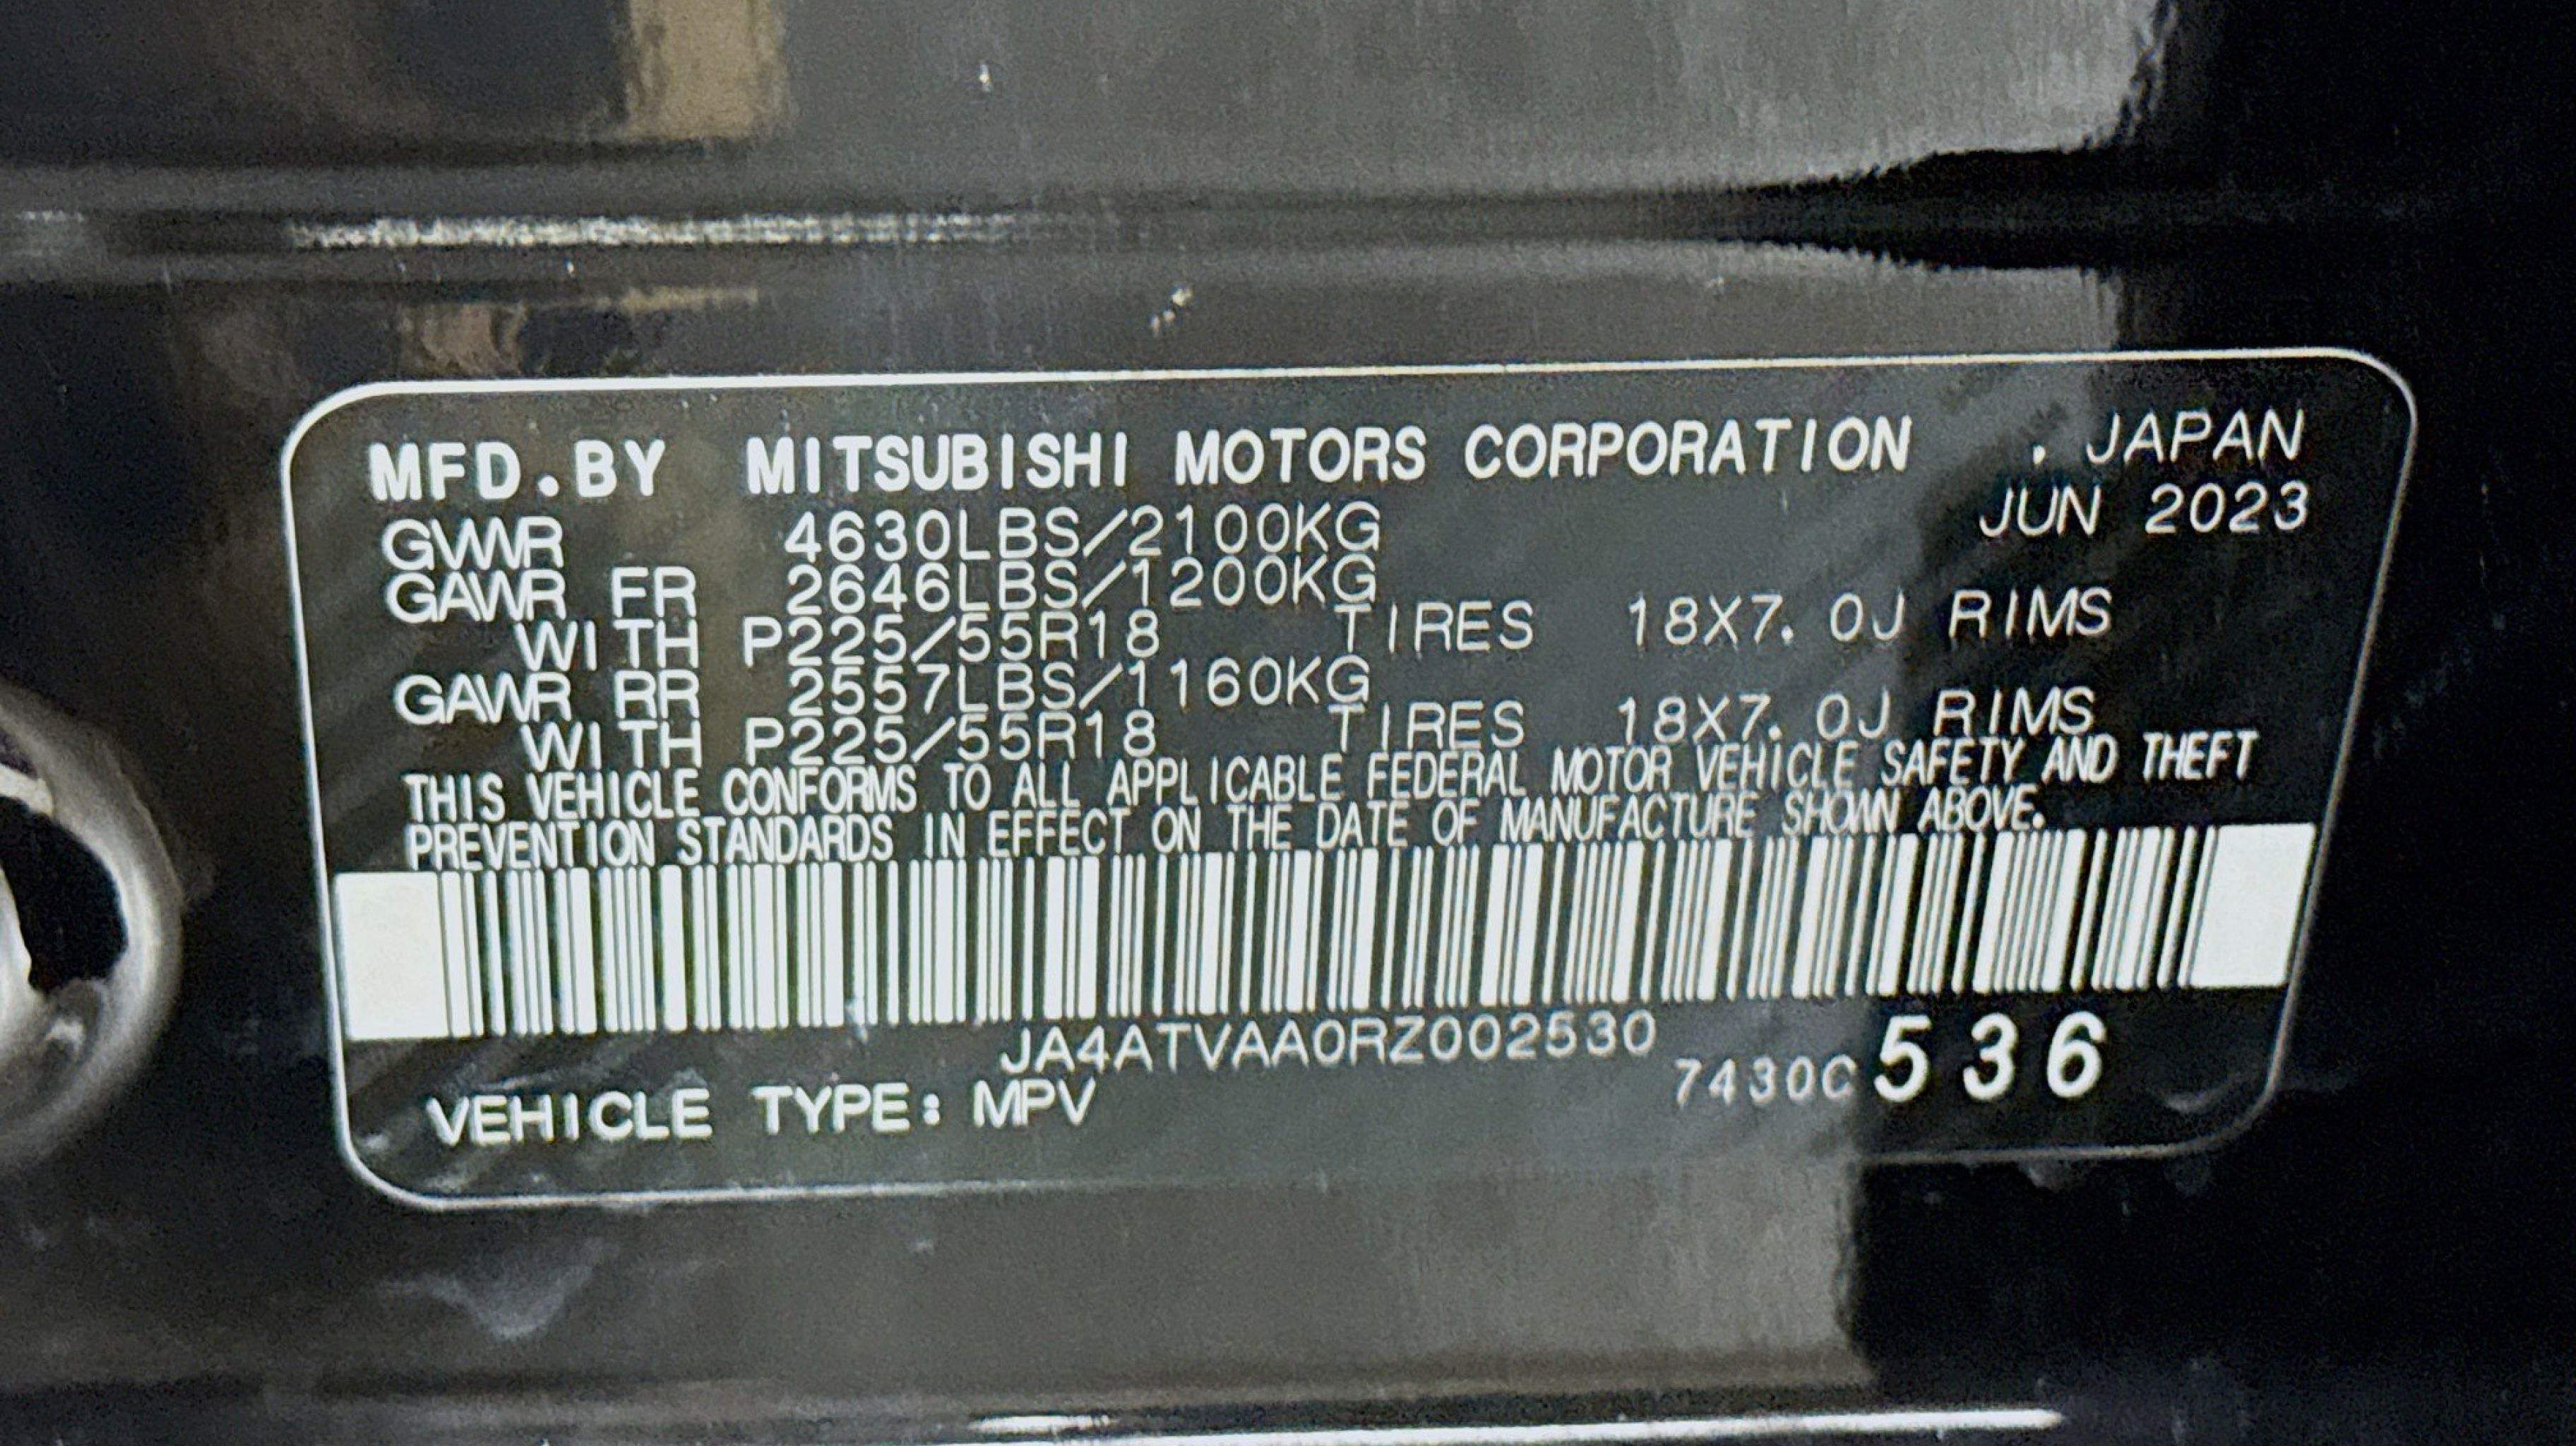 MFD.BY MITSUBISHI MOTORS CORPORATION . JAPAN
JUN 2023
GVWR 4630LBS/2100KG
GAWR FR 2646LBS/1200KG
WITH P225/55R18 TIRES 18X7.0J RIMS
GAWR RR 2557LBS/1160KG
WITH P225/55R18 TIRES 18X7.0J RIMS
THIS VEHICLE CONFORMS TO ALL APPLICABLE FEDERAL MOTOR VEHICLE SAFETY AND THEFT
PREVENTION STANDARDS IN EFFECT ON THE DATE OF MANUFACTURE SHOWN ABOVE.
JA4ATVAA0RZ002530
7430C536
VEHICLE TYPE: MPV